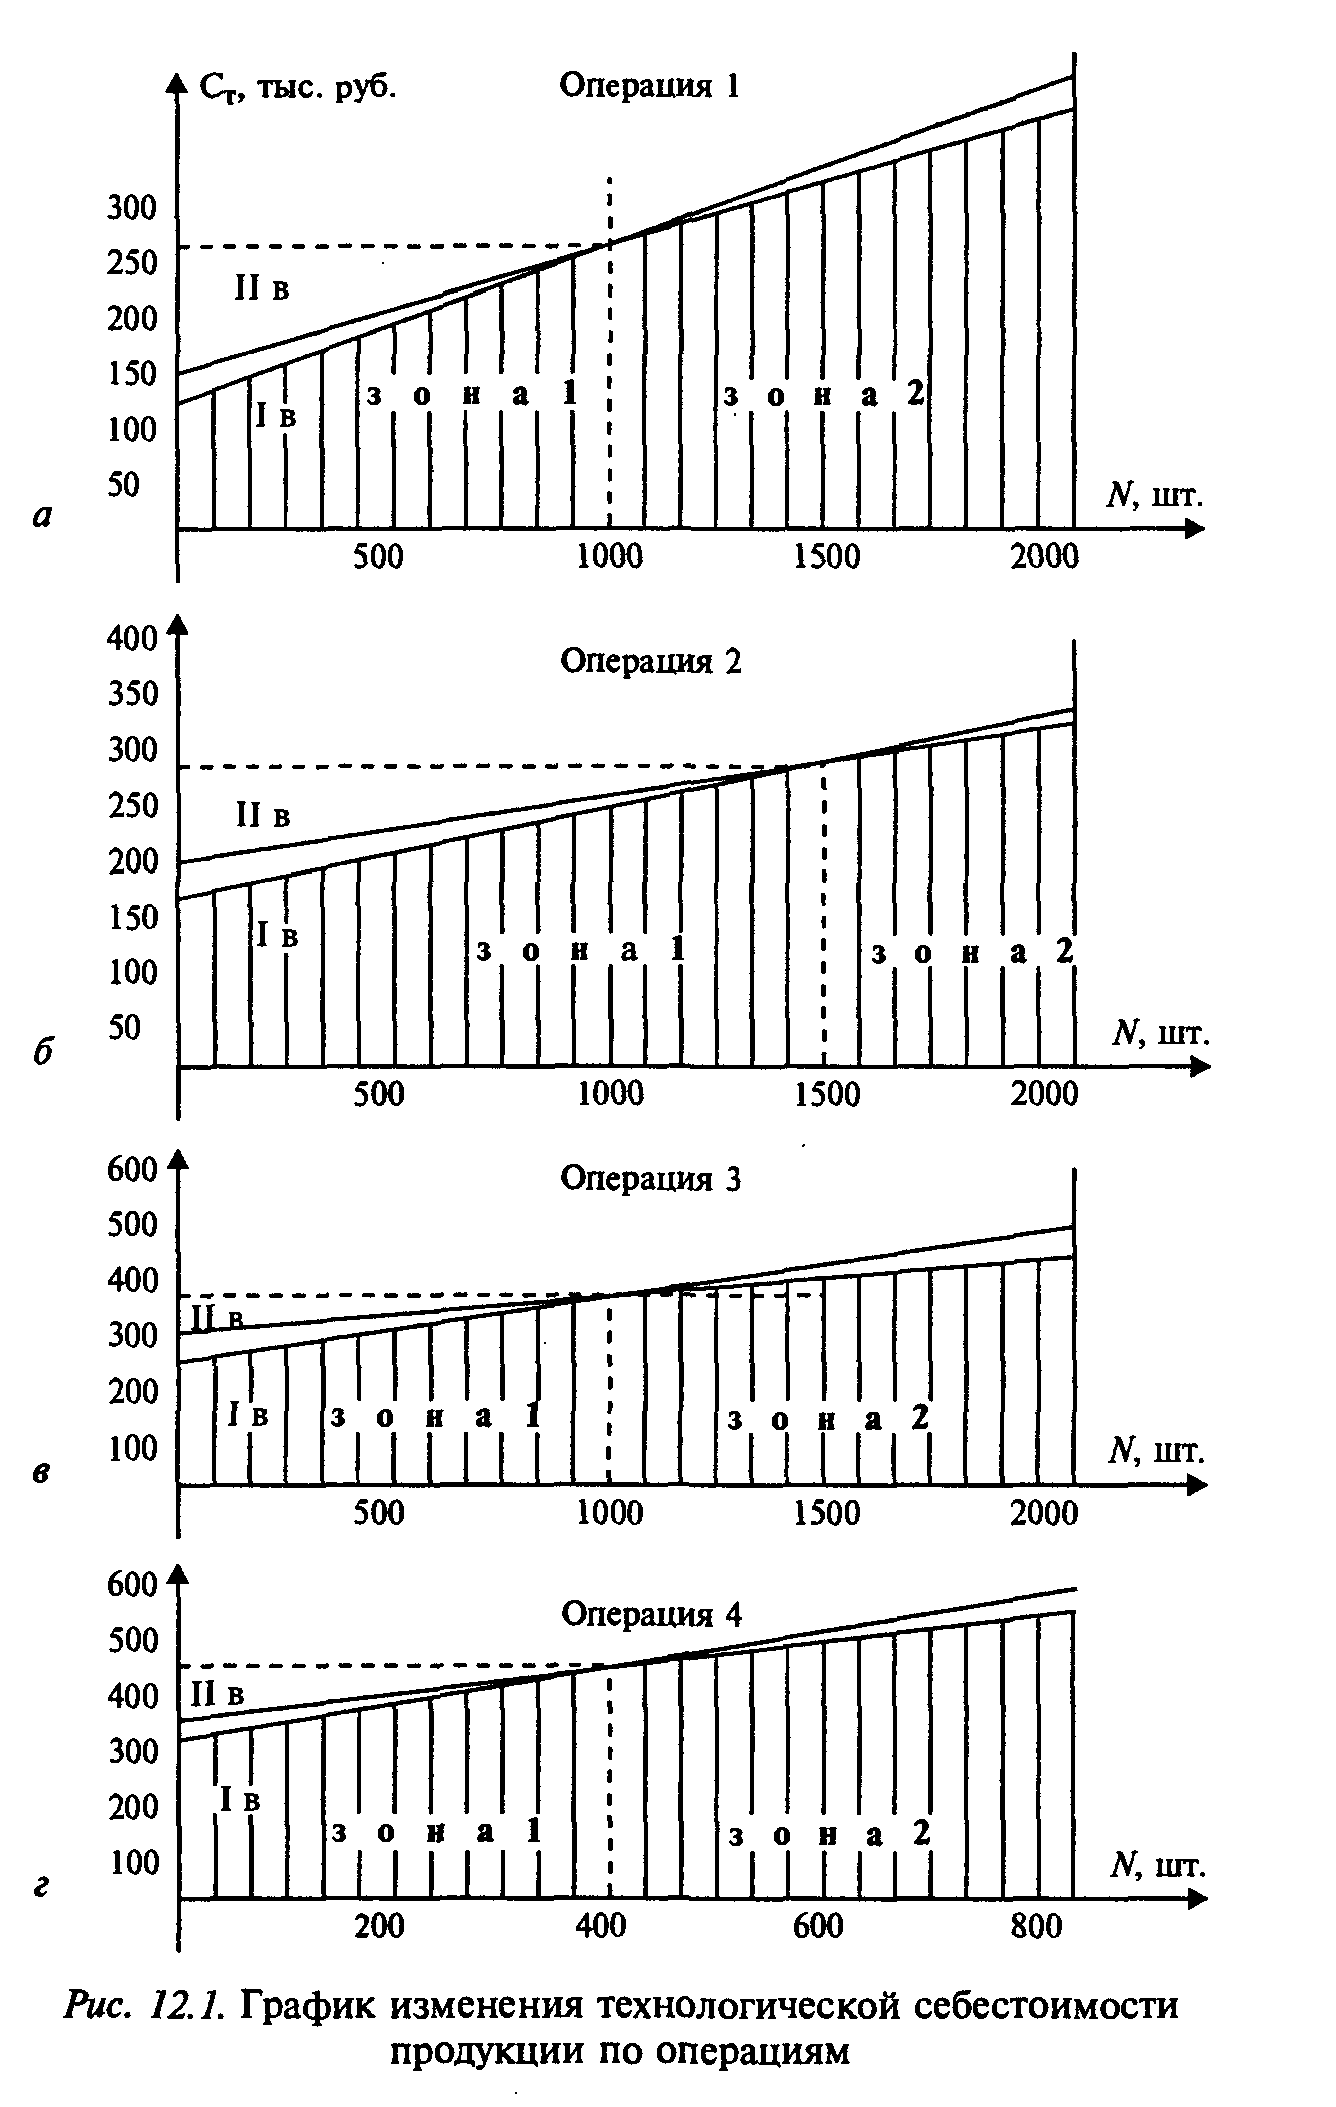 Ст, тыс. руб.
Операция 1
300
250
II в
200
150
з о н а 1
з о н а 2
I в
100
50
N, шт.
а
500 1000 1500 2000
400
Операция 2
350
300
250
II в
200
150
I в
з о н а 1
з о н а 2
100
50
N, шт.
б
500 1000 1500 2000
600
Операция 3
500
400
II в
300
200
I в
з о н а 1
з о н а 2
100
N, шт.
в
500 1000 1500 2000
600
Операция 4
500
400
II в
300
200
I в
з о н а 1
з о н а 2
100
N, шт.
г
200 400 600 800
Рис. 12.1. График изменения технологической себестоимости
продукции по операциям